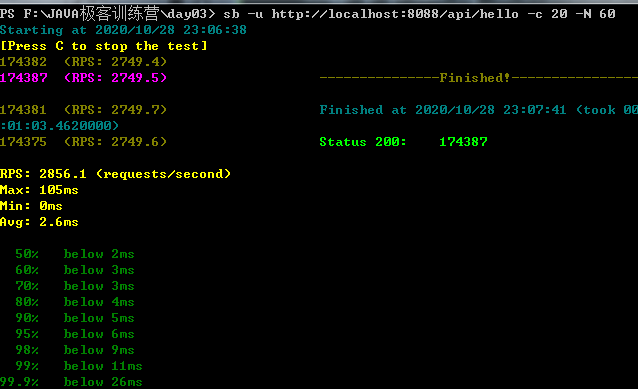 PS F:\JAVA极客训练营\day03> sb -u http://localhost:8088/api/hello -c 20 -N 60
Starting at 2020/10/28 23:06:38
[Press C to stop the test]
174382 (RPS: 2749.4)
174387 (RPS: 2749.5) ---------------Finished!----------------
174381 (RPS: 2749.7) Finished at 2020/10/28 23:07:41 (took 00
:01:03.4620000)
174375 (RPS: 2749.6) Status 200: 174387
RPS: 2856.1 (requests/second)
Max: 105ms
Min: 0ms
Avg: 2.6ms
50% below 2ms
60% below 3ms
70% below 3ms
80% below 4ms
90% below 5ms
95% below 6ms
98% below 9ms
99% below 11ms
99.9% below 26ms